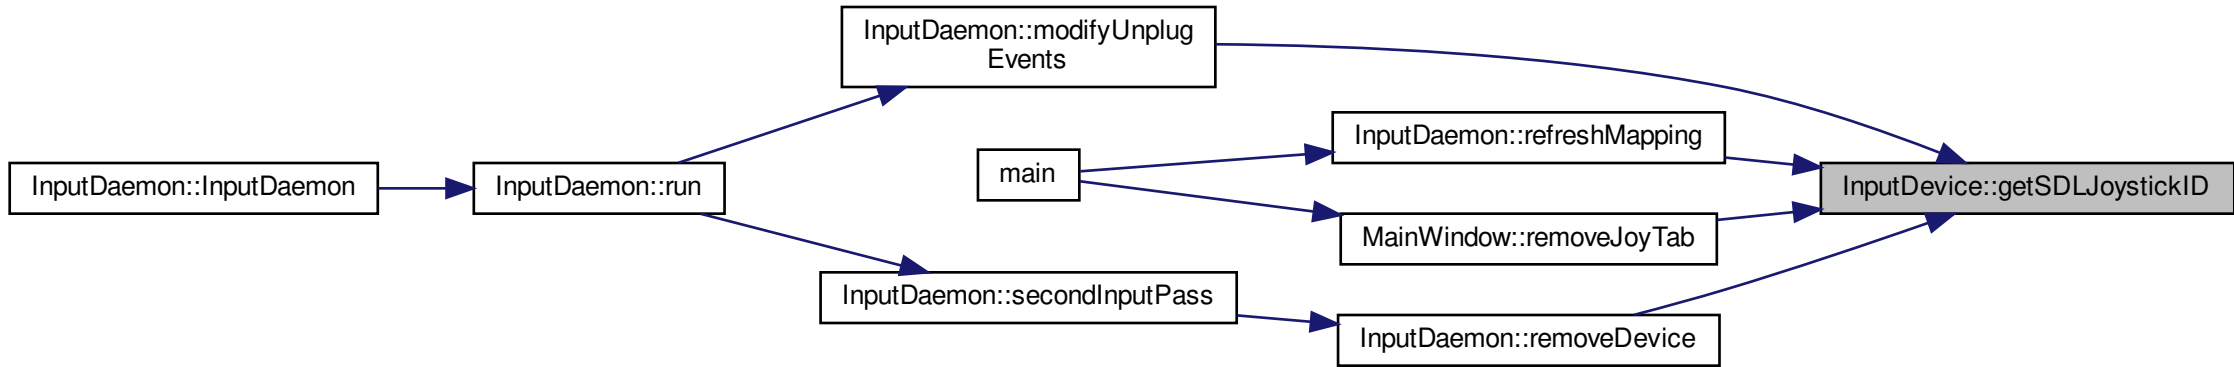 InputDaemon::modifyUnplug
Events
InputDaemon::refreshMapping
main
InputDaemon::InputDaemon
InputDaemon::run
InputDevice::getSDLJoystickID
MainWindow::removeJoyTab
InputDaemon::secondInputPass
InputDaemon::removeDevice